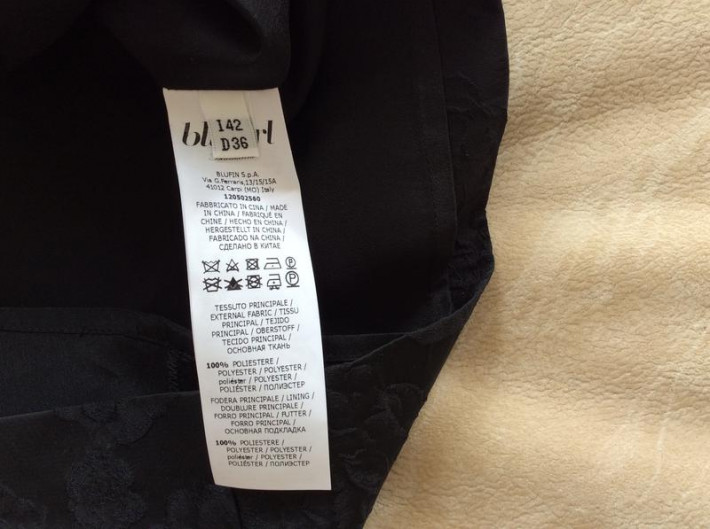 I 42
D36
BLUFIN S.p.A.
Via G.Ferraris,13/15/15A
41012 Carpi (MO) Italy
120502560
FABBRICATO IN CINA / MADE
IN CHINA / FABRIQUÉ EN
CHINE / HECHO EN CHINA /
HERGESTELLT IN CHINA /
FABRICADO NA CHINA /
СДЕЛАНО В КИТАЕ
TESSUTO PRINCIPALE /
EXTERNAL FABRIC / TISSU
PRINCIPAL / TEJIDO
PRINCIPAL / OBERSTOFF /
TECIDO PRINCIPAL /
ОСНОВНАЯ ТКАНЬ
100% POLIESTERE /
POLYESTER / POLYESTER /
poliéster / POLYESTER /
POLIÉSTER / ПОЛИЭСТЕР
FODERA PRINCIPALE / LINING /
DOUBLURE PRINCIPALE /
FORRO PRINCIPAL / FUTTER /
FORRO PRINCIPAL /
ОСНОВНАЯ ПОДКЛАДКА
100% POLIESTERE /
POLYESTER / POLYESTER /
poliéster / POLYESTER /
POLIÉSTER / ПОЛИЭСТЕР